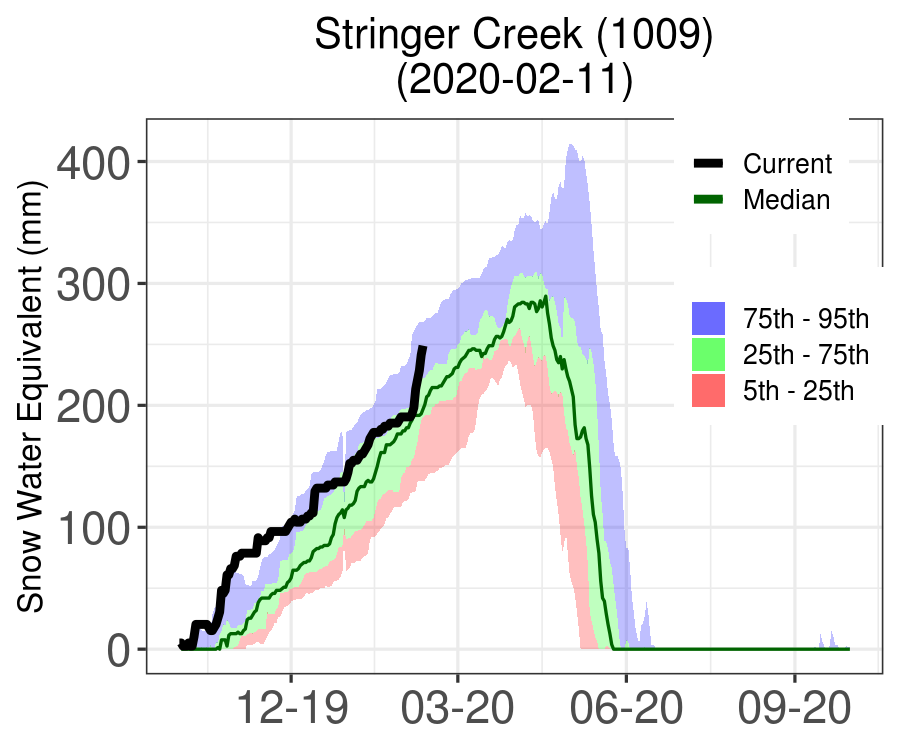 Stringer Creek (1009)
(2020-02-11)
Snow Water Equivalent (mm)
400
300
200
100
0
12-19
03-20
06-20
09-20
Current
Median
75th - 95th
25th - 75th
5th - 25th